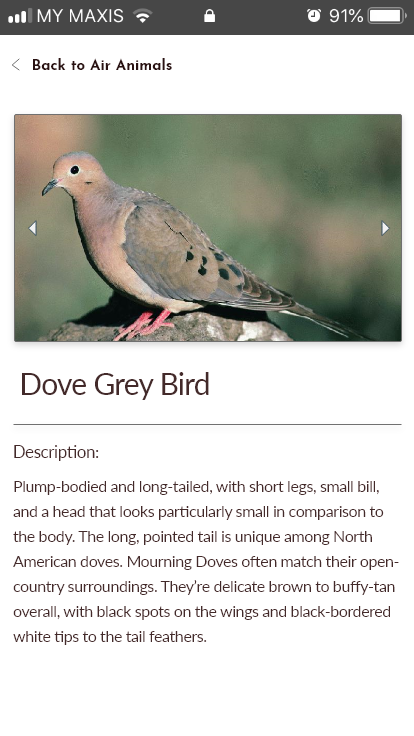 MY MAXIS 91%
Back to Air Animals
Dove Grey Bird
Description:
Plump-bodied and long-tailed, with short legs, small bill,
and a head that looks particularly small in comparison to
the body. The long, pointed tail is unique among North
American doves. Mourning Doves often match their open-
country surroundings. They’re delicate brown to buffy-tan
overall, with black spots on the wings and black-bordered
white tips to the tail feathers.